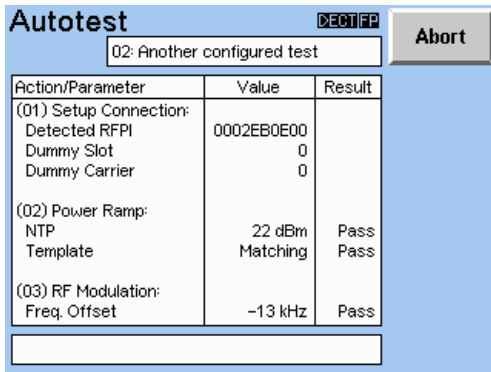 Autotest DECT FP
Abort
02: Another configured test
Action/Parameter Value Result
(01) Setup Connection:
Detected RFPI 0002EB0E00
Dummy Slot 0
Dummy Carrier 0
(02) Power Ramp:
NTP 22 dBm Pass
Template Matching Pass
(03) RF Modulation:
Freq. Offset −13 kHz Pass